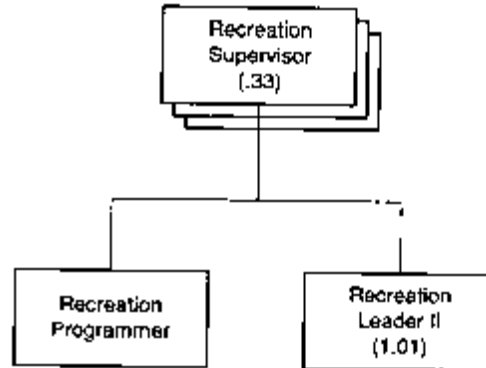 Recreation
Supervisor
(.33)
Recreation
Programmer
Recreation
Leader II
(1.01)